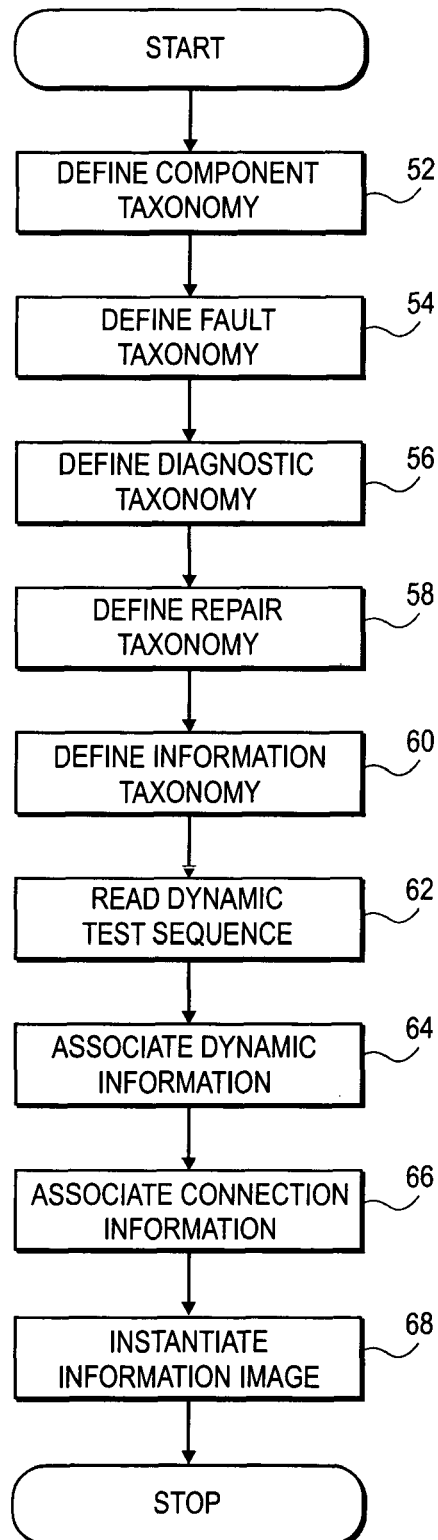 START
DEFINE COMPONENT
TAXONOMY
52
DEFINE FAULT
TAXONOMY
54
DEFINE DIAGNOSTIC
TAXONOMY
56
DEFINE REPAIR
TAXONOMY
58
DEFINE INFORMATION
TAXONOMY
60
READ DYNAMIC
TEST SEQUENCE
62
ASSOCIATE DYNAMIC
INFORMATION
64
ASSOCIATE CONNECTION
INFORMATION
66
INSTANTIATE
INFORMATION IMAGE
68
STOP